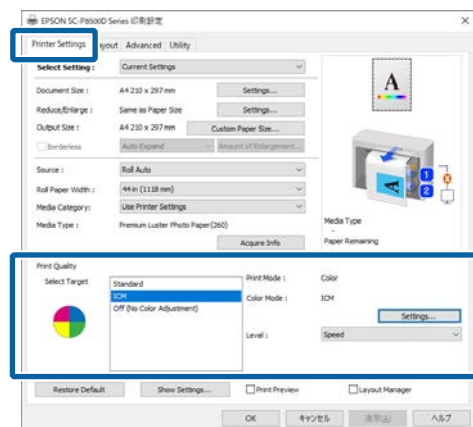 EPSON SC-P8500D Series 印刷設定
Printer Settings yout Advanced Utility
Select Setting : Current Settings
Document Size : A4 210 x 297 mm Settings...
Reduce/Enlarge : Same as Paper Size Settings...
Output Size : A4 210 x 297 mm Custom Paper Size...
Borderless Auto Expand Amount of Enlargement...
Source : Roll Auto
Roll Paper Width : 44 in (1118 mm)
Media Category: Use Printer Settings
Media Type : Premium Luster Photo Paper(260)
Acquire Info
A
A
1
2
Media Type
-
Paper Remaining
Print Quality
Select Target
Standard
ICM
Off (No Color Adjustment)
Print Mode : Color
Color Mode : ICM
Settings...
Level : Speed
Restore Default Show Settings... Print Preview Layout Manager
OK キャンセル 適用(A) ヘルプ